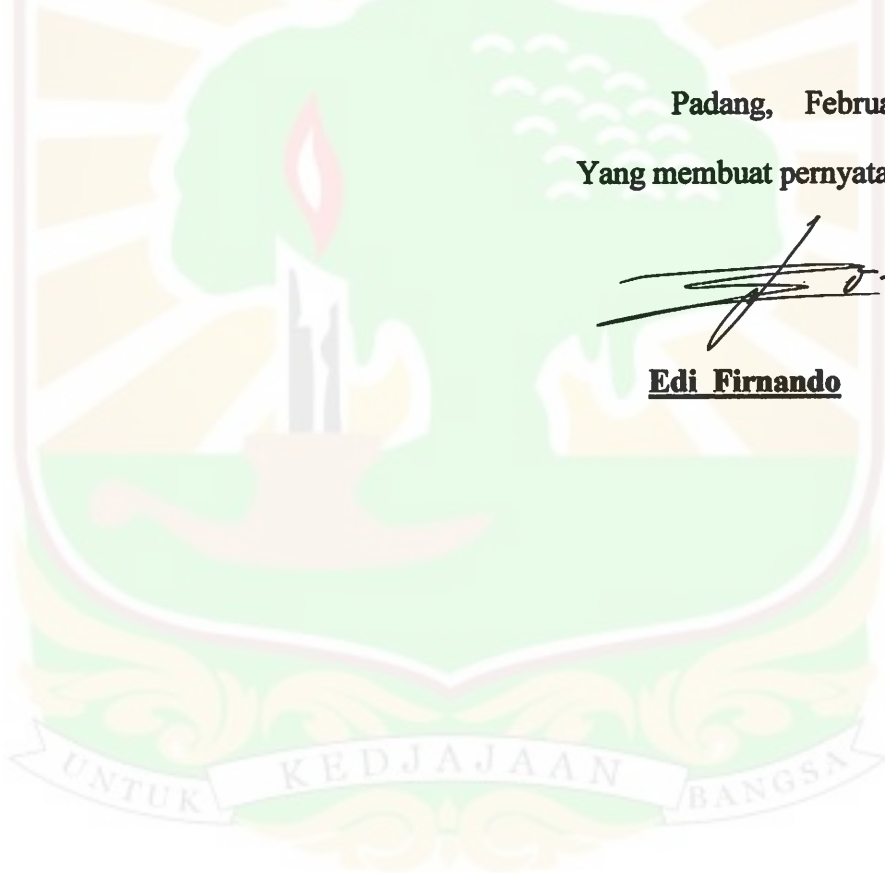 Padang, Februa
Yang membuat pernyata
Edi Firnando
UNTUK KEDJAJAAN BANGSA